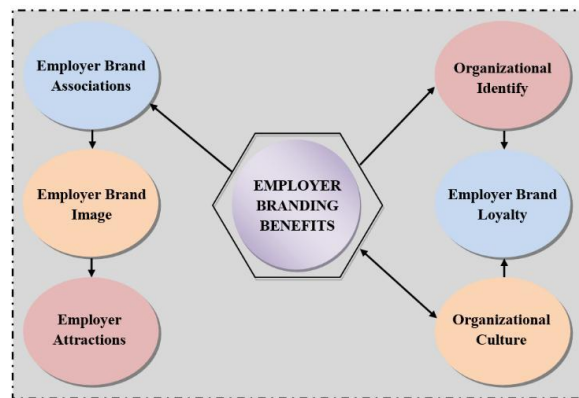 Employer Brand
Associations
Employer Brand
Image
Employer
Attractions
EMPLOYER
BRANDING
BENEFITS
Organizational
Identify
Employer Brand
Loyalty
Organizational
Culture